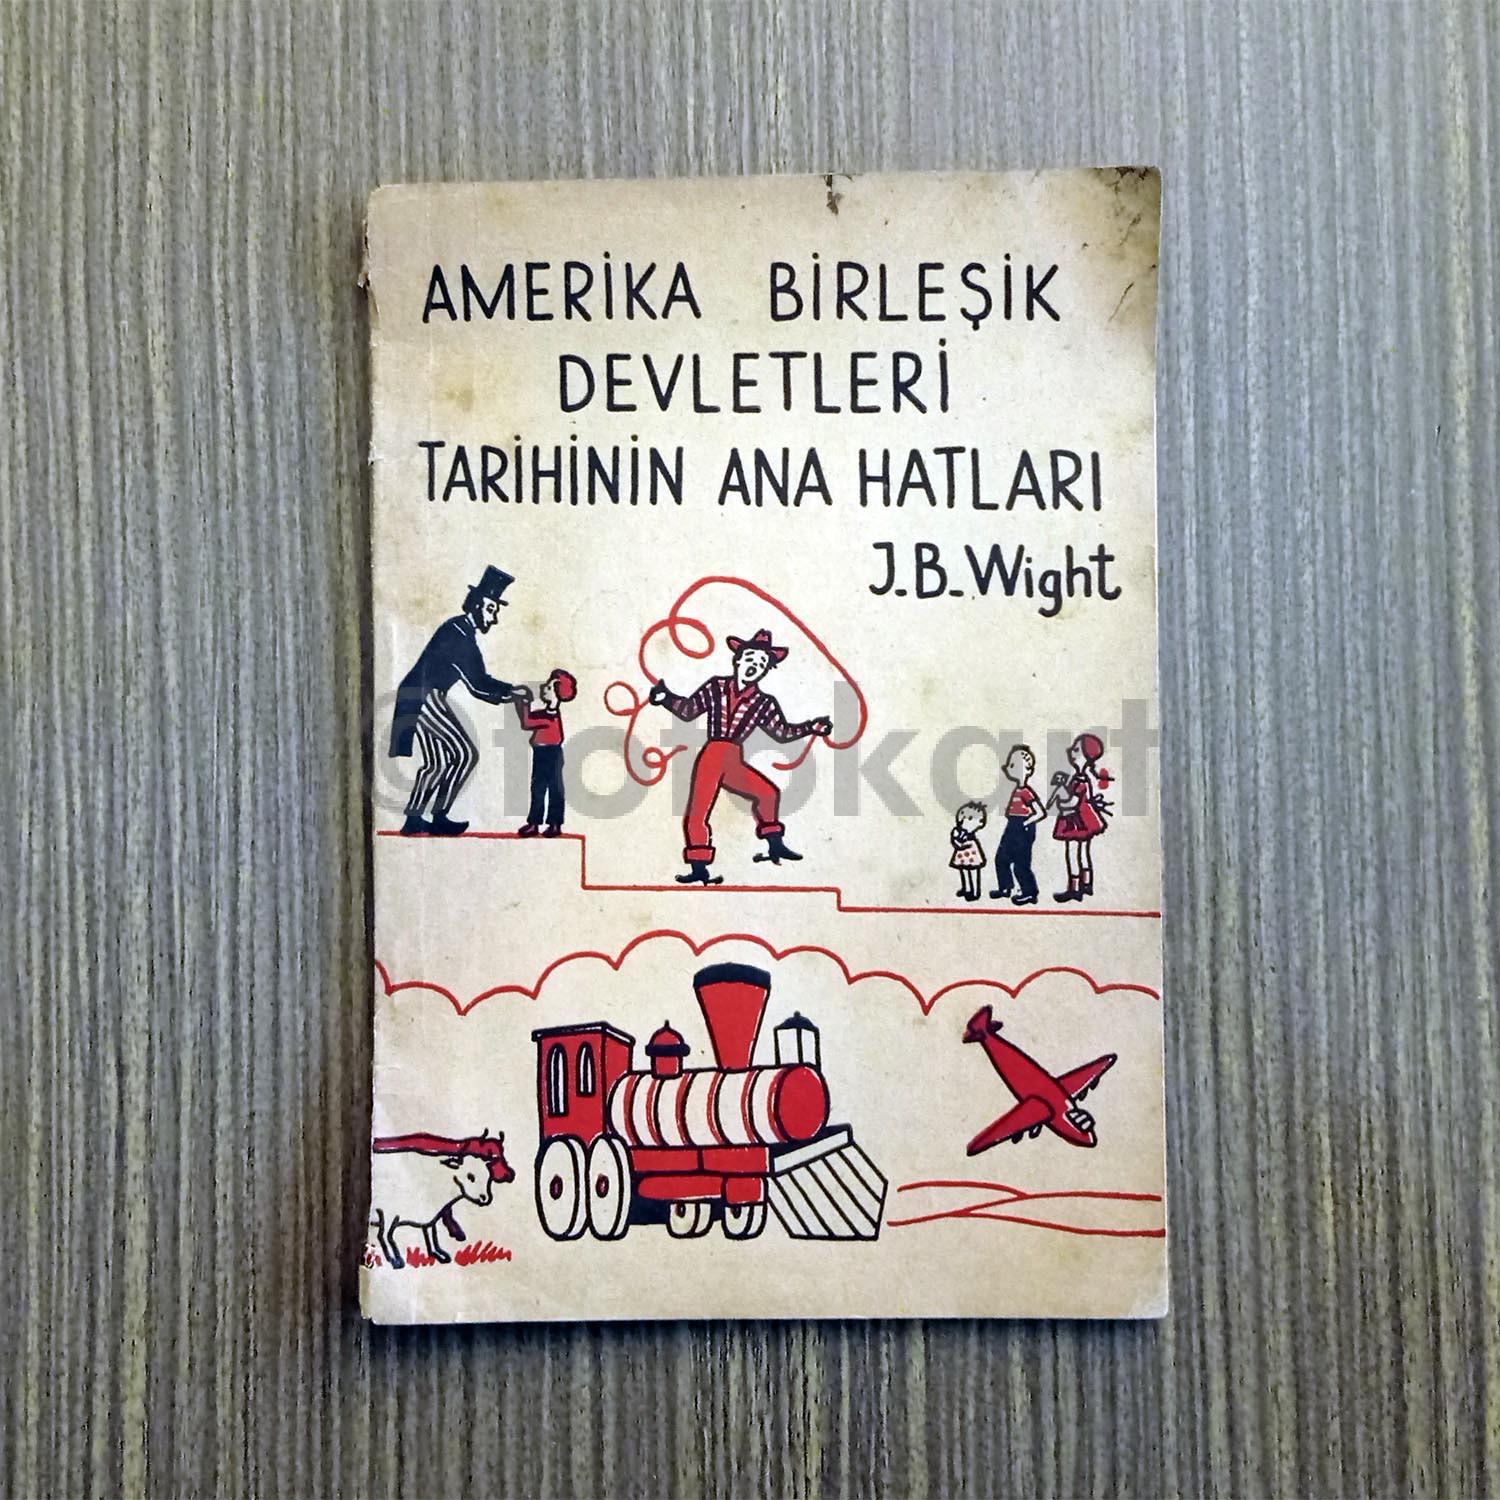 AMERİKA BİRLEŞİK
DEVLETLERİ
TARİHİNİN ANA HATLARI
J.B. Wight
©fotokart